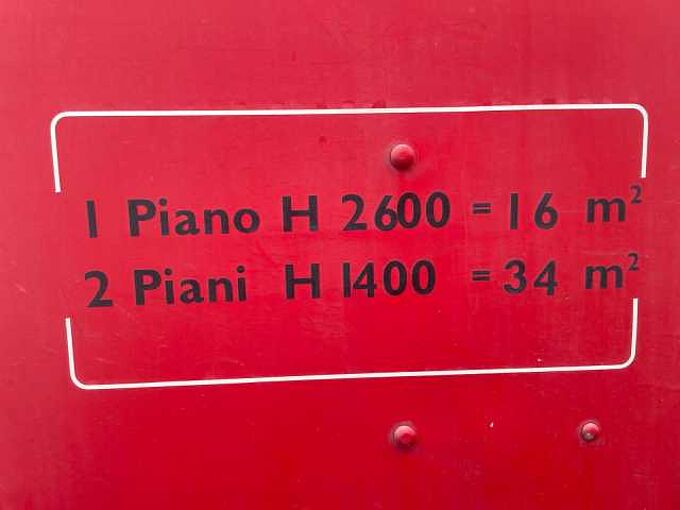 1 Piano H 2600 = 16 m²
2 Piani H 1400 = 34 m²